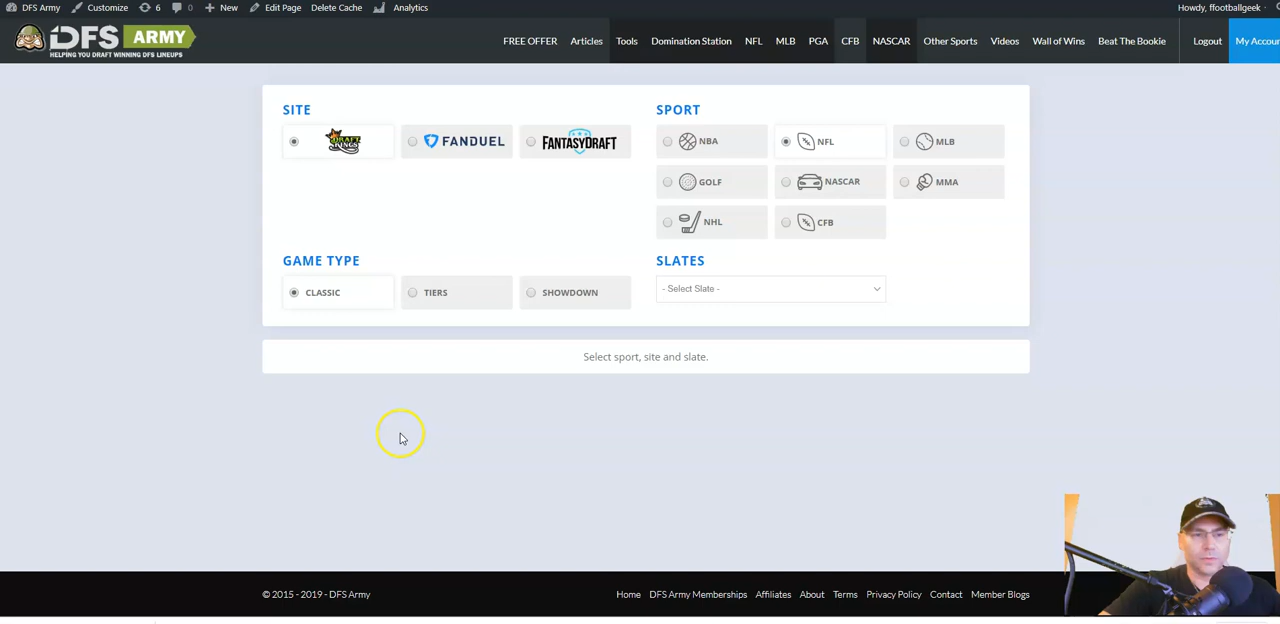 DFS Army Customize 6 0 New Edit Page Delete Cache Analytics Howdy, ffootballgeek
DFS ARMY
HELPING YOU DRAFT WINNING DFS LINEUPS
FREE OFFER Articles Tools Domination Station NFL MLB PGA CFB NASCAR Other Sports Videos Wall of Wins Beat The Bookie Logout My Accoun
SITE SPORT
DRAFT KINGS FANDUEL FANTASYDRAFT NBA NFL MLB
GOLF NASCAR MMA
NHL CFB
GAME TYPE SLATES
CLASSIC TIERS SHOWDOWN - Select Slate -
Select sport, site and slate.
© 2015 - 2019 - DFS Army Home DFS Army Memberships Affiliates About Terms Privacy Policy Contact Member Blogs